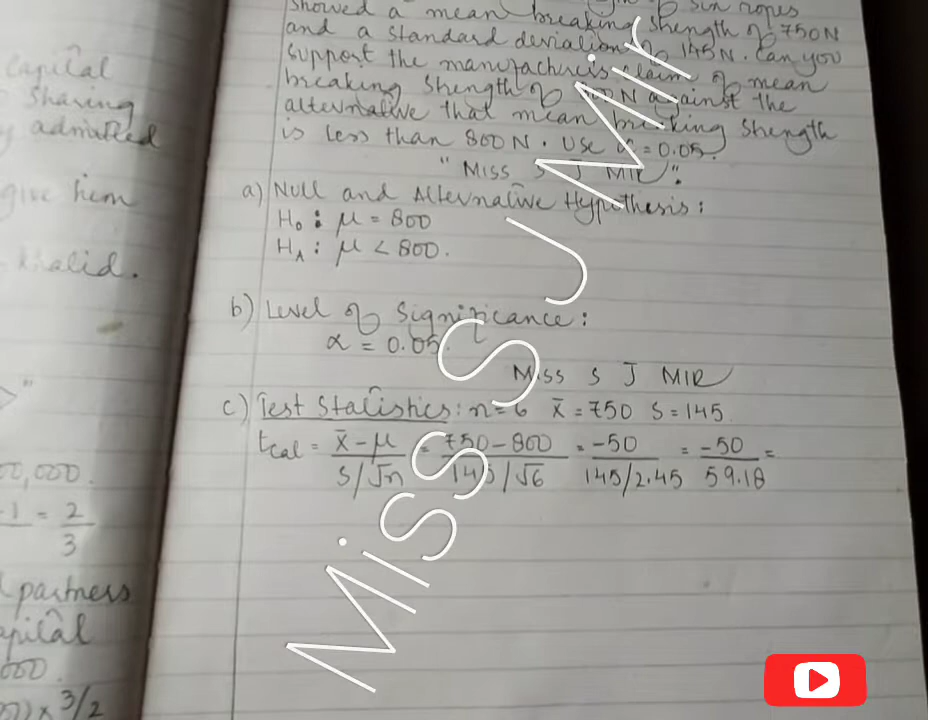 showed a mean breaking strength of 750N
and a standard deviation of 145N. Can you
support the manufacturer's claim of mean
breaking strength of N against the
alternative that mean breaking strength
is less than 800N. Use α = 0.05.
" MISS S J MIR".
a) Null and Alternative Hypothesis:
H₀ : μ = 800
H_A : μ < 800.
b) Level of Significance:
α = 0.05.
MISS S J MIR
c) Test Statistics: n=6 x̄ = 750 S = 145
t_cal = x̄-μ / S/√n = 750-800 / 145/√6 = -50 / 145/2.45 = -50 / 59.18 =
Capital
Sharing
admitted
give him
Khalid.
"
00,000.
-1 = 2/3
partners
apital
000.
x 3/2
MISS S J MIR